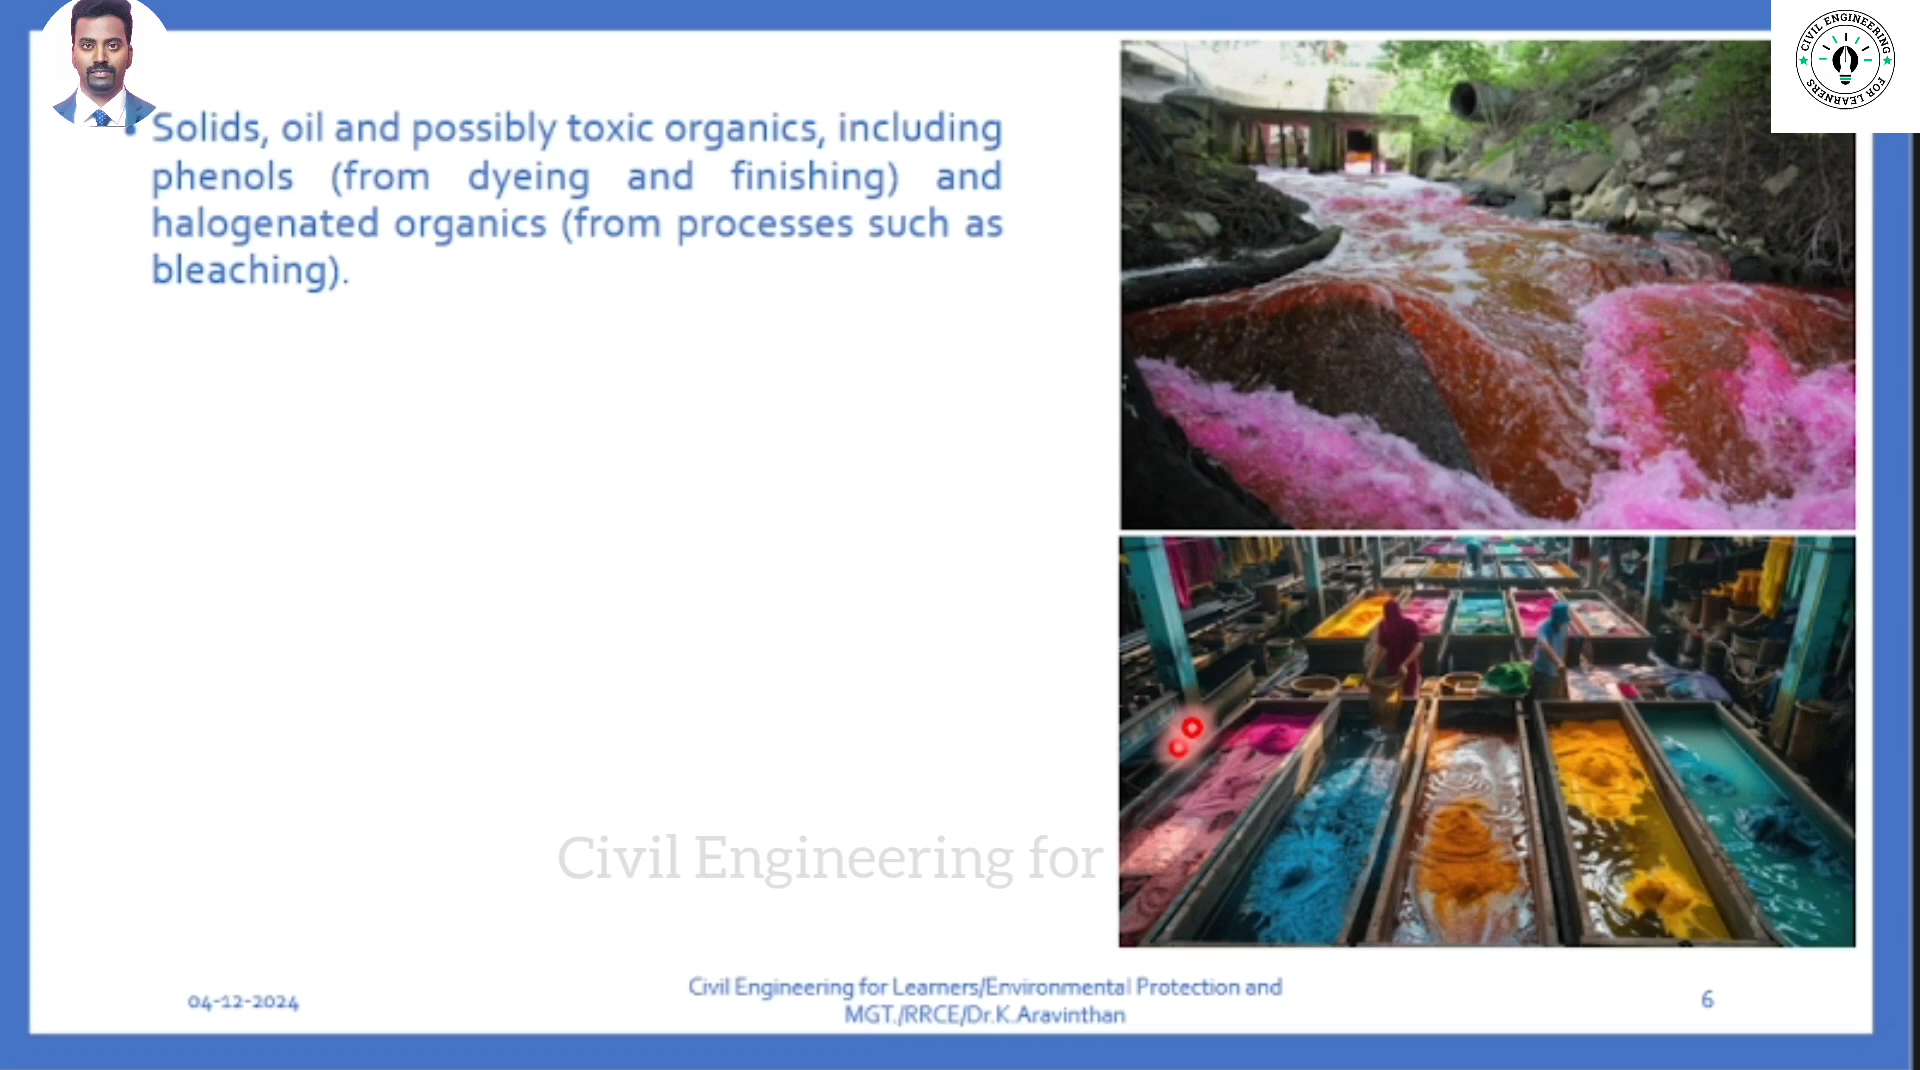 CIVIL ENGINEERING
FOR LEARNERS
Solids, oil and possibly toxic organics, including
phenols (from dyeing and finishing) and
halogenated organics (from processes such as
bleaching).
Civil Engineering for
04-12-2024
Civil Engineering for Learners/Environmental Protection and
MGT./RRCE/Dr.K.Aravinthan
6